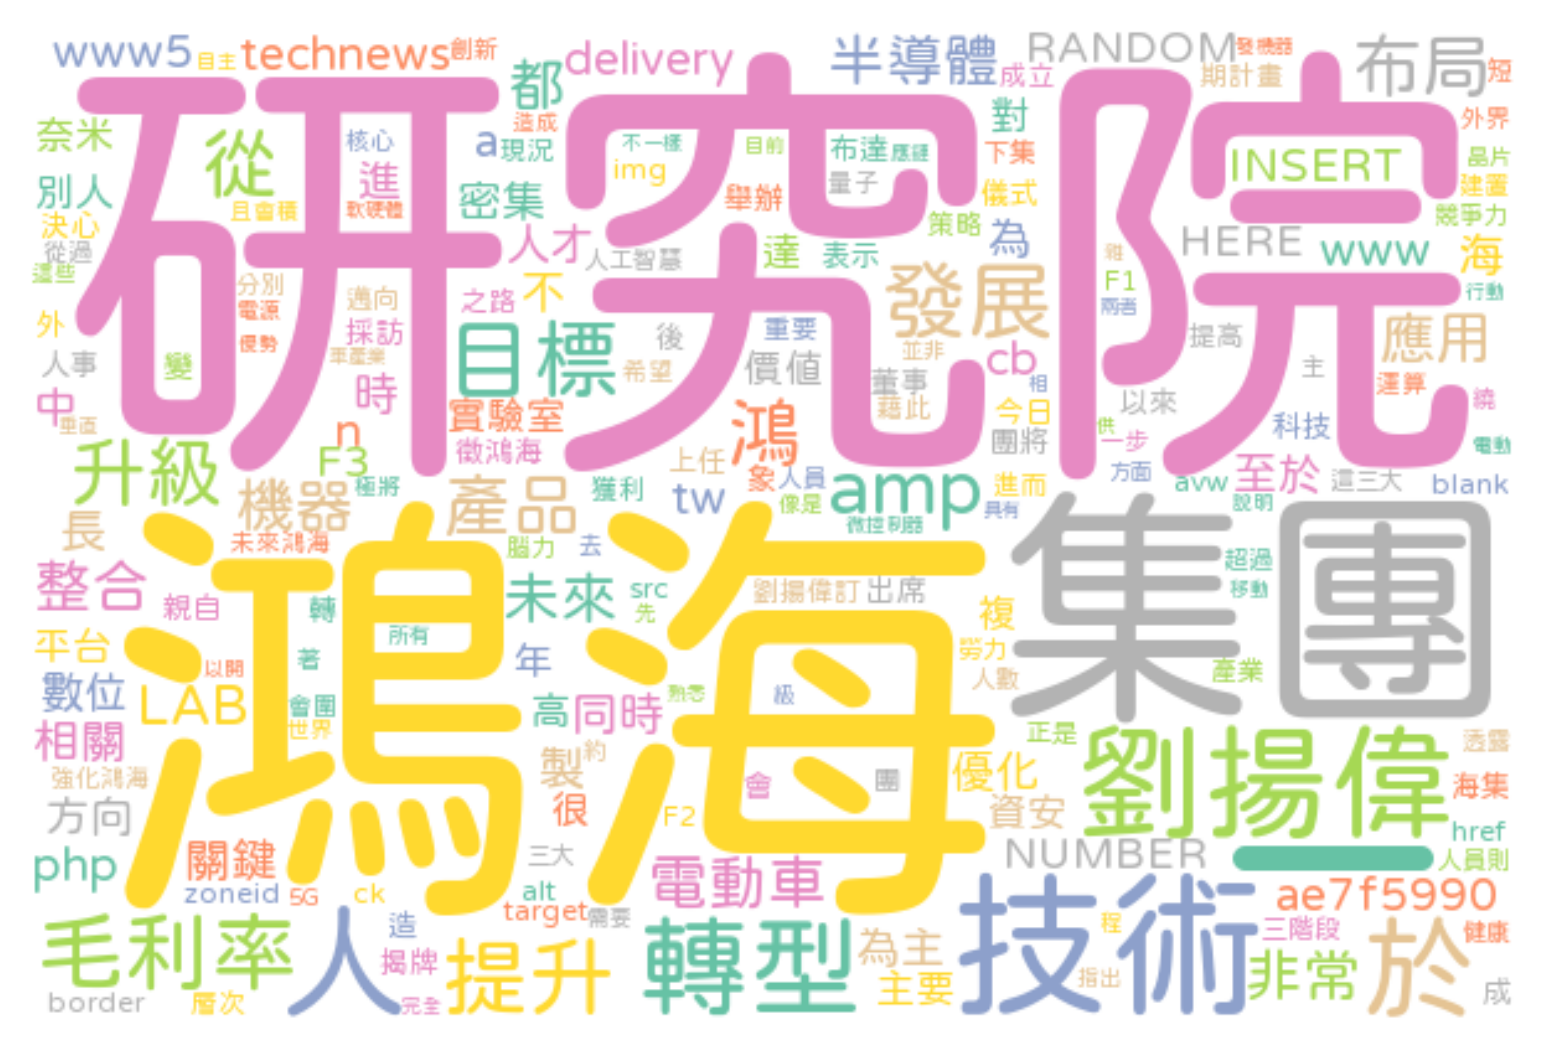 www5 自主 technews 創新 delivery 半導體 RANDOM 發機器 布局 短
都 成立 期計畫
奈米 從 核心 造成 a 現況 不一樣 目前 布達 應鏈 對 下集 外界
img 量子 INSERT 晶片
別人 進 密集 舉辦 儀式 建置
決心 且會積 軟硬體 策略 競爭力
研究院
從過 人才 人工智慧 達 表示 為 HERE www 海
這些 分別 不 發展 雜 F1 行動
外 電源 邁向 之路 兩者
優勢 採訪 目標 後 重要 提高 應用
人事 變 車產業 希望 價值 並非 cb 主
中 時 董事 相 運算
垂直 實驗室 鴻 藉此 今日 以來 繞
n 徵鴻海 團將 供 一步 科技 電動
升級 F3 上任 象 人員 方面 至於
機器 極將 產品 獲利 tw 像是 amp 進而 avw 這三大 blank
長 具有 說明
未來鴻海 腦力 去 微控制器
鴻海 集團
整合 親自 轉 未來 src 劉揚偉訂 出席 超過
先 複 移動
平台 所有 著 年 勞力
以開 人數 產業
數位 LAB 會團 高 同時 熟悉 級
相關 世界 正是 劉揚偉 透露
強化鴻海 製 約 優化
會 團 海集
方向 很 F2 資安 href
php 關鍵 三大 電動車 NUMBER 人員則
zoneid 5G ck alt ae7f5990
target 需要
毛利率 人 造 提升 轉型 為主 技術 程 三階段 健康
揭牌 非常 於
border 層次 完全 主要 指出 成